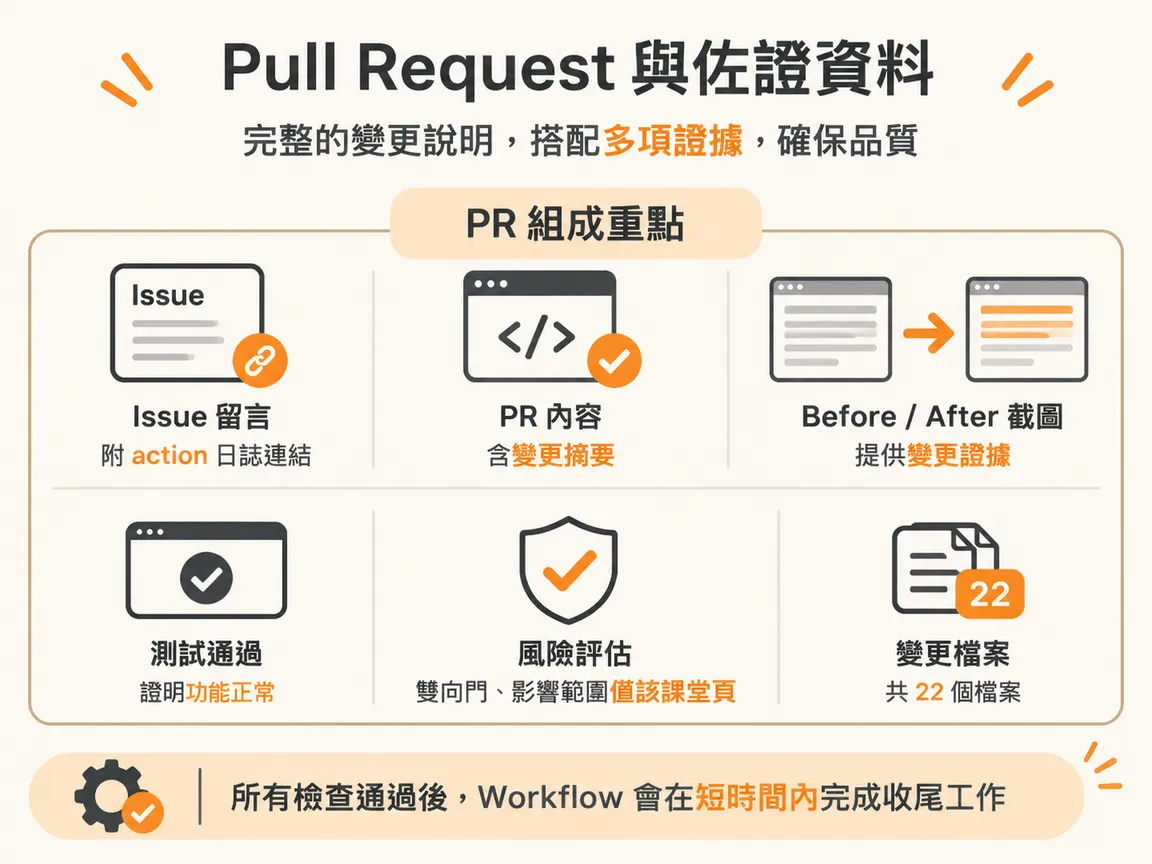 Pull Request 與佐證資料
完整的變更說明，搭配多項證據，確保品質
PR 組成重點
Issue
Issue 留言
附 action 日誌連結
</>
PR 內容
含變更摘要
Before / After 截圖
提供變更證據
測試通過
證明功能正常
風險評估
雙向門、影響範圍僅該課堂頁
22
變更檔案
共 22 個檔案
所有檢查通過後，Workflow 會在短時間內完成收尾工作